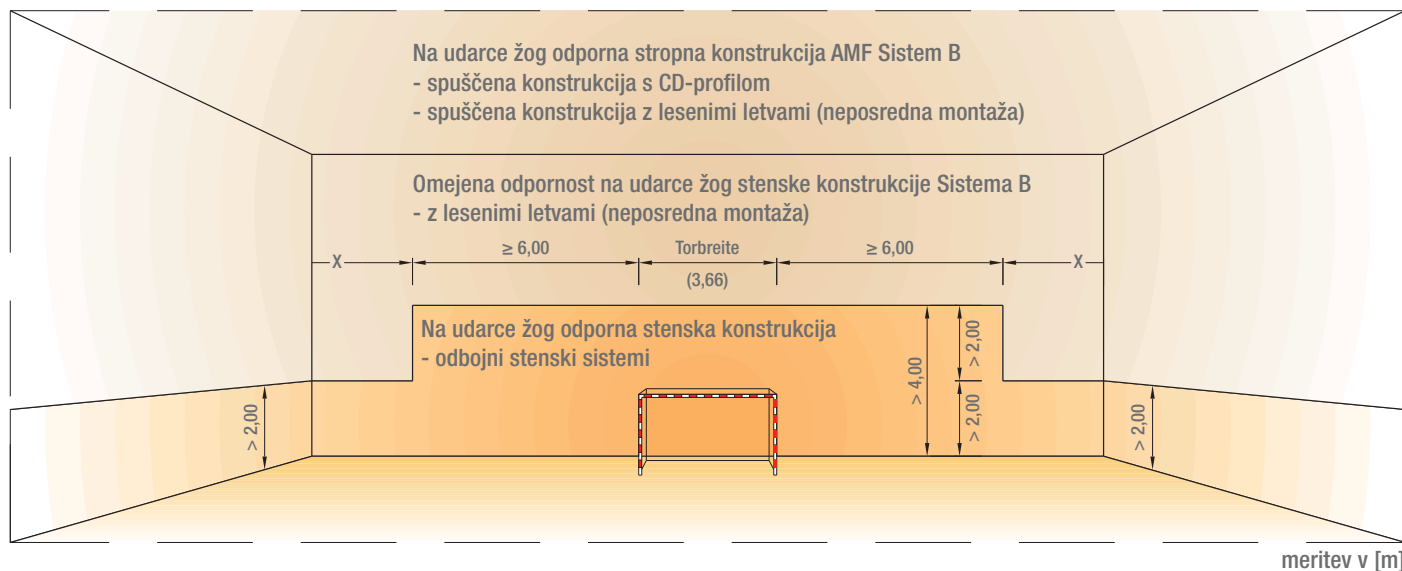 Na udarce žog odporna stropna konstrukcija AMF Sistem B
- spuščena konstrukcija s CD-profilom
- spuščena konstrukcija z lesenimi letvami (neposredna montaža)
Omejena odpornost na udarce žog stenske konstrukcije Sistema B
- z lesenimi letvami (neposredna montaža)
X
≥ 6,00
Torbreite
(3,66)
≥ 6,00
X
Na udarce žog odporna stenska konstrukcija
- odbojni stenski sistemi
> 2,00
> 4,00
> 2,00
> 2,00
> 2,00
meritev v [m]